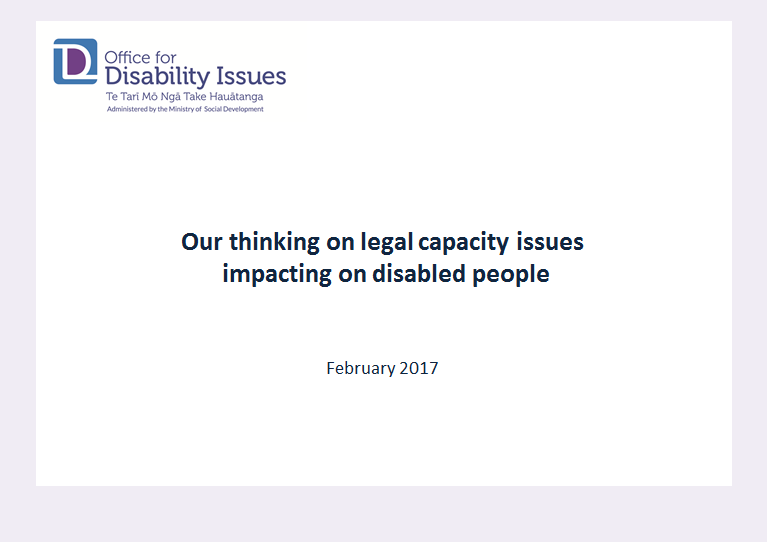 Office for
Disability Issues
Te Tari Mō Ngā Take Hauātanga
Administered by the Ministry of Social Development
Our thinking on legal capacity issues
impacting on disabled people
February 2017